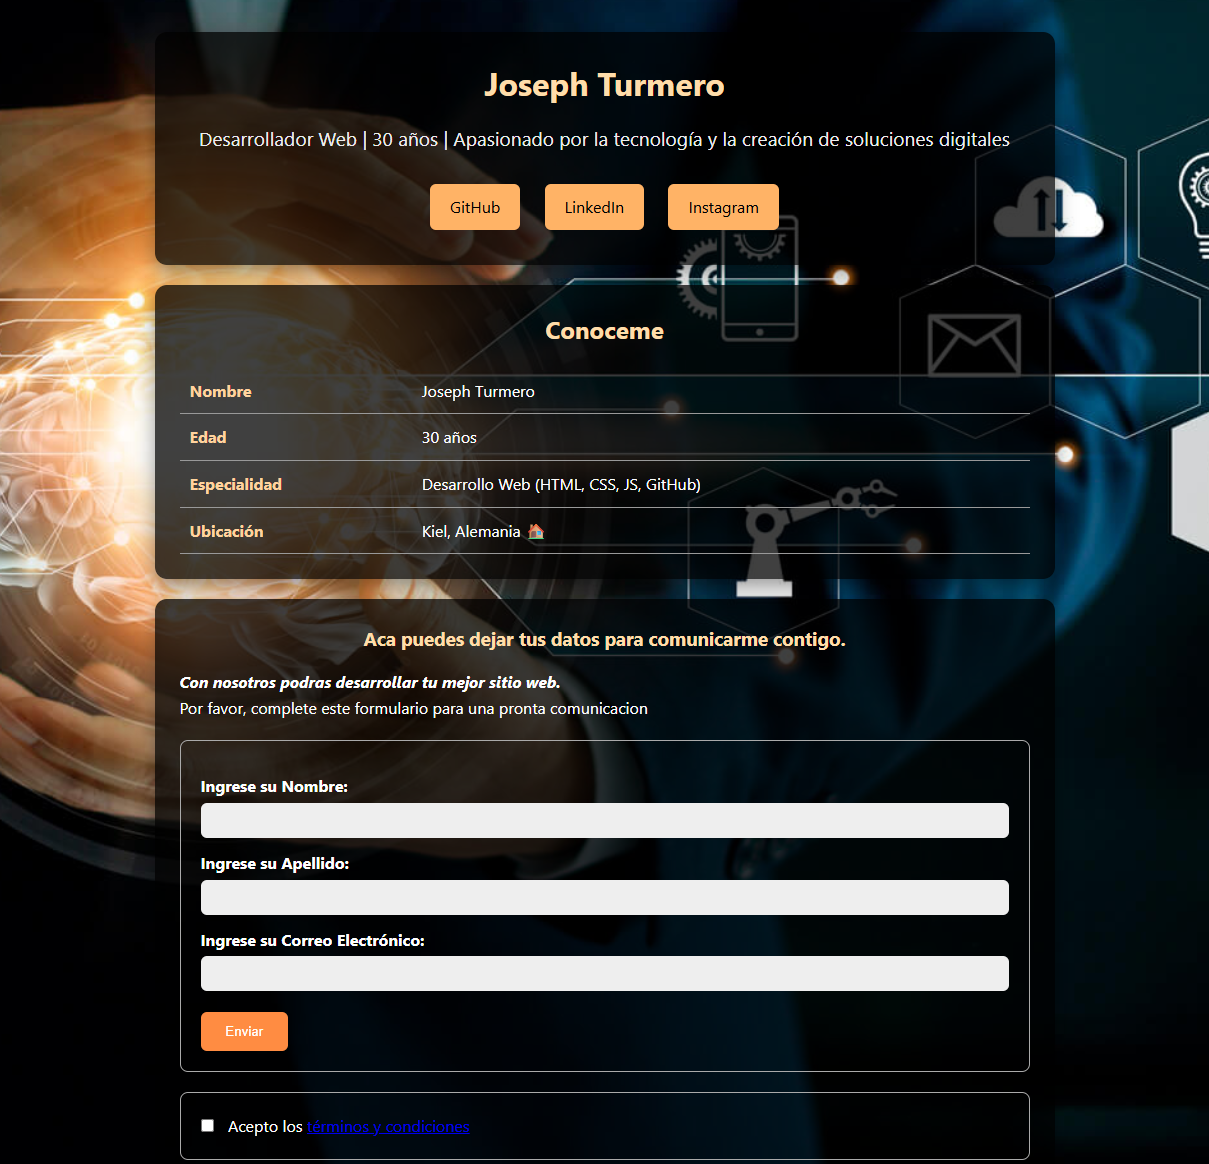 Joseph Turmero
Desarrollador Web | 30 años | Apasionado por la tecnología y la creación de soluciones digitales
GitHub LinkedIn Instagram
Conoceme
Nombre Joseph Turmero
Edad 30 años
Especialidad Desarrollo Web (HTML, CSS, JS, GitHub)
Ubicación Kiel, Alemania 🏠
Aca puedes dejar tus datos para comunicarme contigo.
Con nosotros podras desarrollar tu mejor sitio web.
Por favor, complete este formulario para una pronta comunicacion
Ingrese su Nombre:
Ingrese su Apellido:
Ingrese su Correo Electrónico:
Enviar
Acepto los términos y condiciones